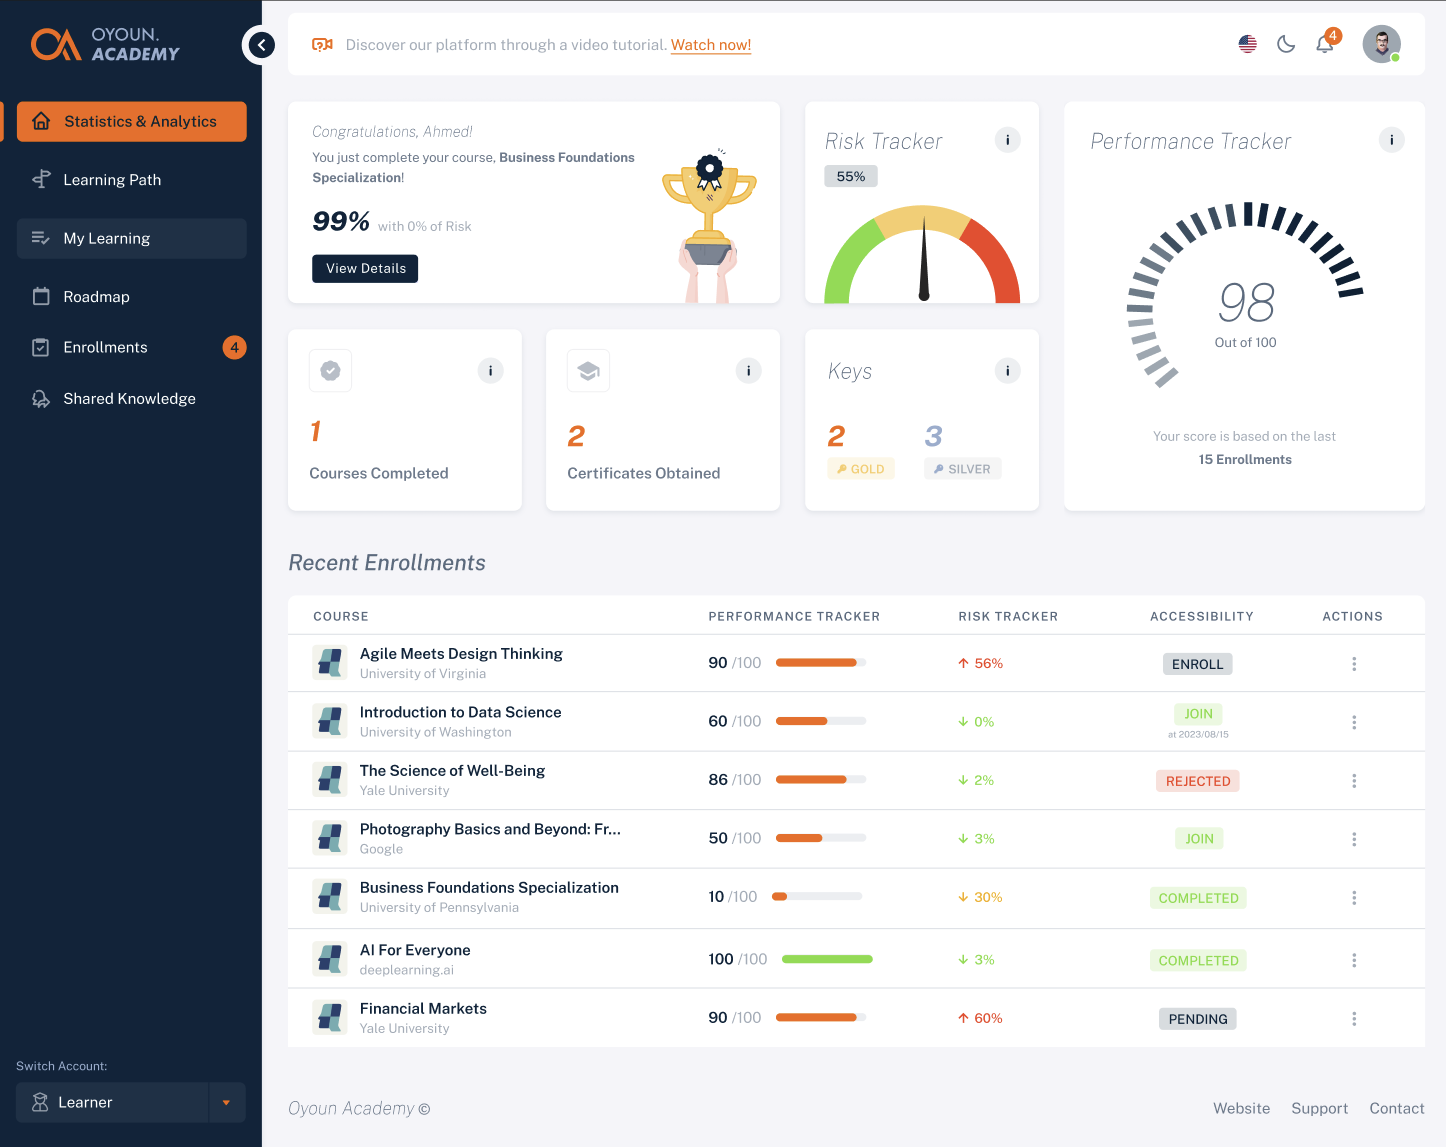 OYOUN.
ACADEMY
Statistics & Analytics
Learning Path
My Learning
Roadmap
Enrollments
4
Shared Knowledge
Switch Account:
Learner
Discover our platform through a video tutorial. Watch now!
4
Congratulations, Ahmed!
You just complete your course, Business Foundations
Specialization!
99% with 0% of Risk
View Details
Risk Tracker
i
55%
Performance Tracker
i
98
Out of 100
Your score is based on the last
15 Enrollments
i
1
Courses Completed
i
2
Certificates Obtained
Keys
i
2
GOLD
3
SILVER
Recent Enrollments
COURSE PERFORMANCE TRACKER RISK TRACKER ACCESSIBILITY ACTIONS
Agile Meets Design Thinking
University of Virginia
90 /100
56%
ENROLL
Introduction to Data Science
University of Washington
60 /100
0%
JOIN
at 2023/08/15
The Science of Well-Being
Yale University
86 /100
2%
REJECTED
Photography Basics and Beyond: Fr...
Google
50 /100
3%
JOIN
Business Foundations Specialization
University of Pennsylvania
10 /100
30%
COMPLETED
AI For Everyone
deeplearning.ai
100 /100
3%
COMPLETED
Financial Markets
Yale University
90 /100
60%
PENDING
Oyoun Academy ©
Website Support Contact